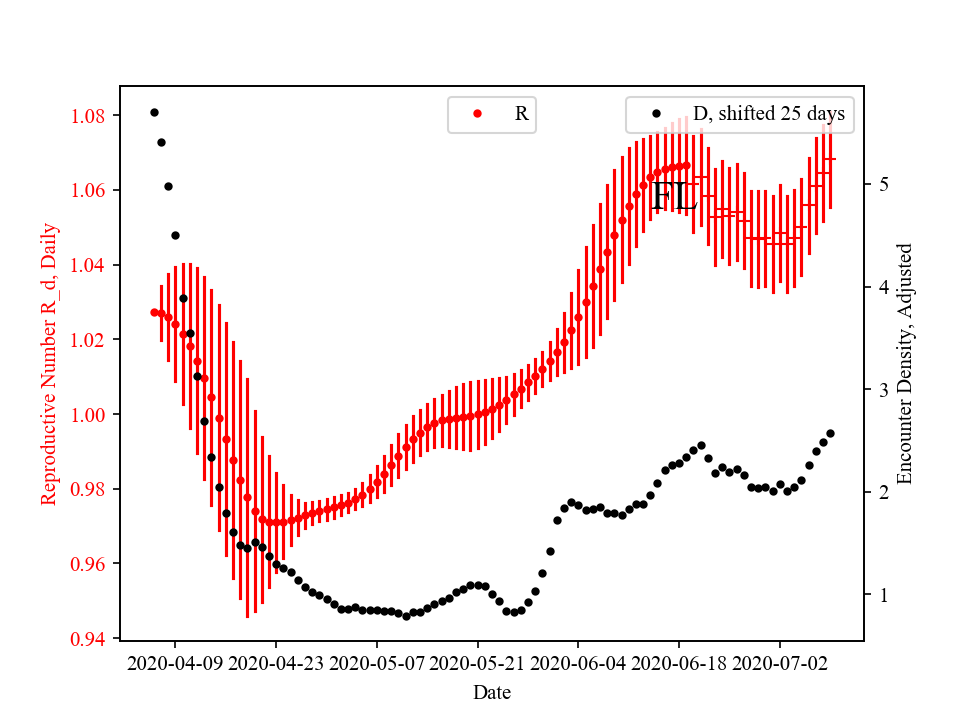 R
D, shifted 25 days
1.08
1.06
1.04
1.02
1.00
0.98
0.96
0.94
Reproductive Number R_d, Daily
FL
5
4
3
2
1
Encounter Density, Adjusted
2020-04-09 2020-04-23 2020-05-07 2020-05-21 2020-06-04 2020-06-18 2020-07-02
Date